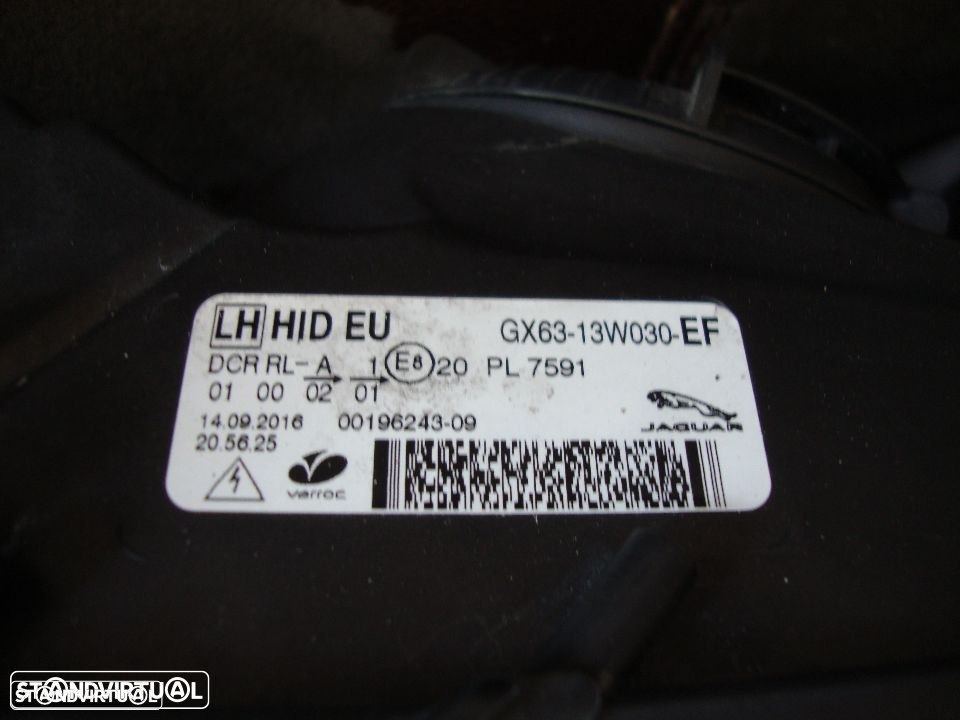 LH HID EU GX63-13W030-EF
DCR RL- A 1 E8 20 PL 7591
01 00 02 01
JAGUAR
14.09.2016 00196243-09
20.56.25
varroc
STANDVIRTUAL
STANDVIRTUAL